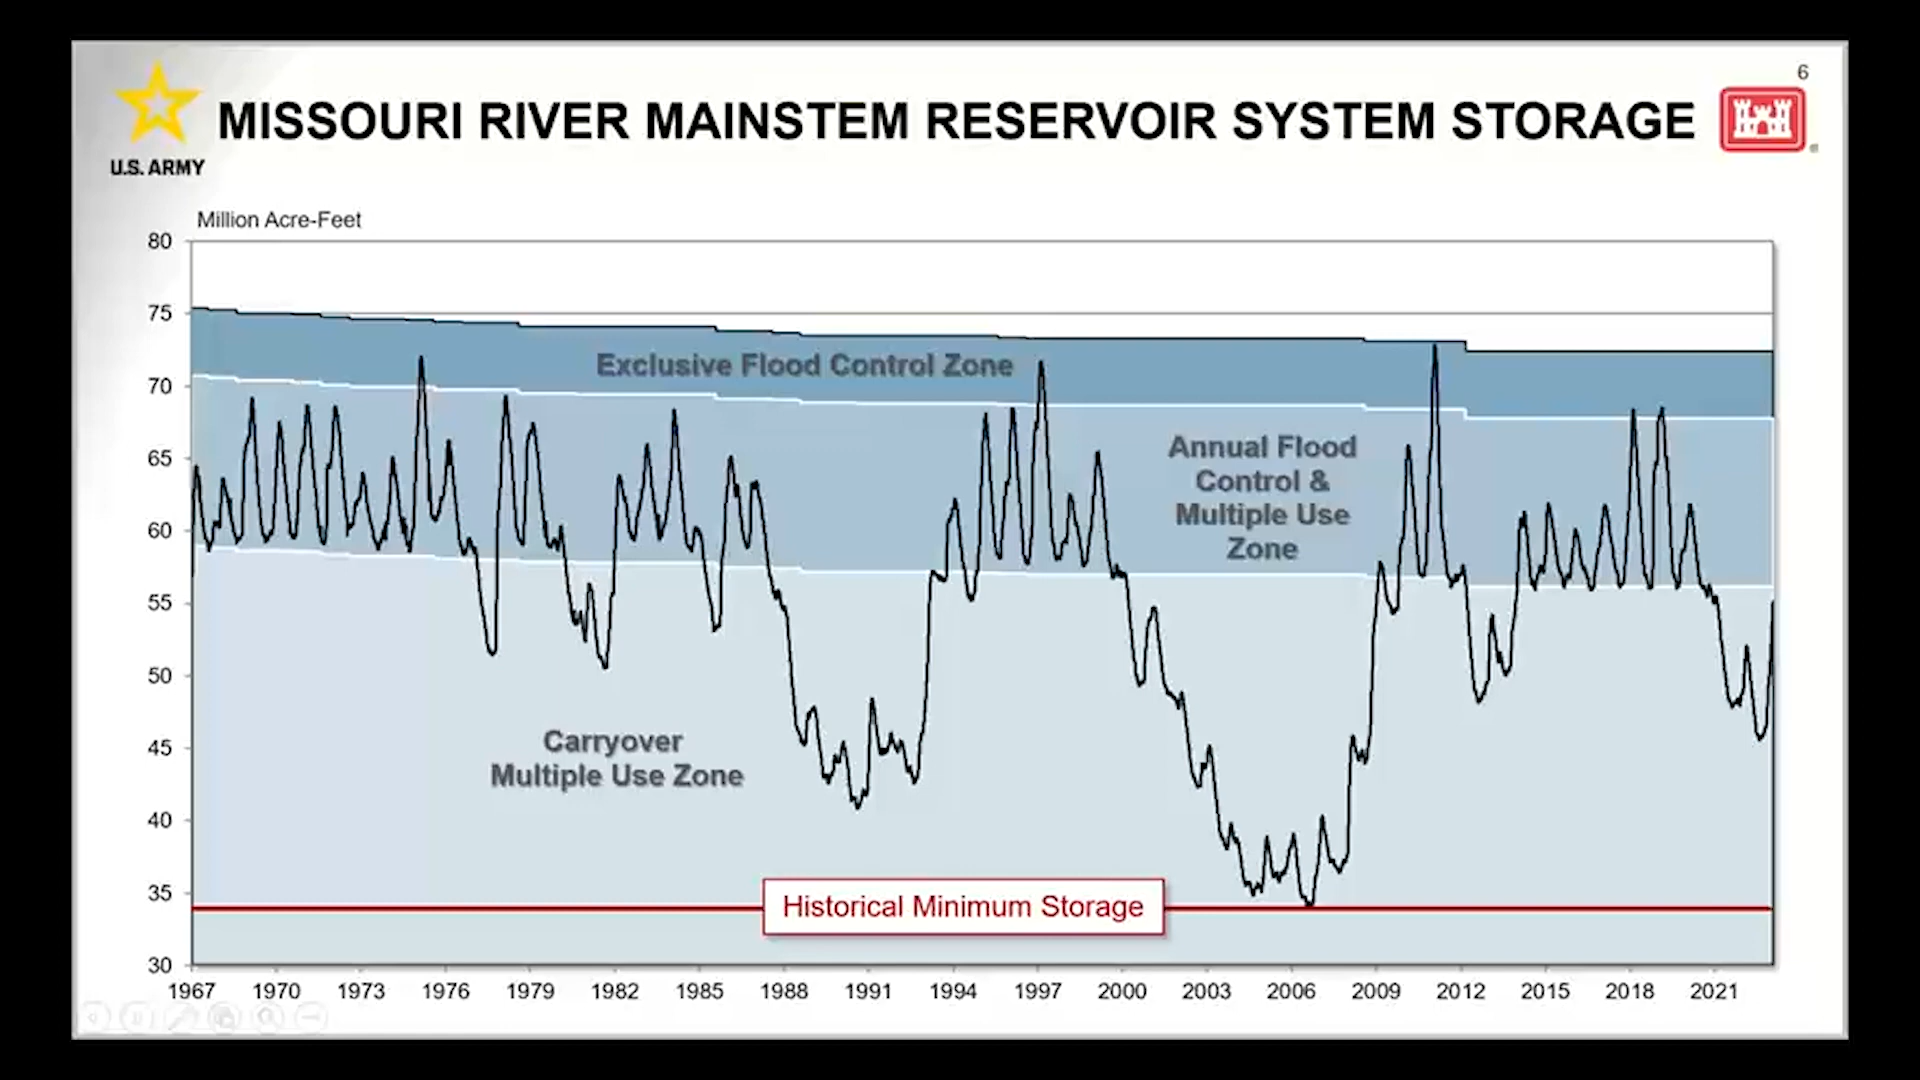 6
MISSOURI RIVER MAINSTEM RESERVOIR SYSTEM STORAGE
U.S. ARMY
®
Million Acre-Feet
80
75
70
65
60
55
50
45
40
35
30
Exclusive Flood Control Zone
Annual Flood
Control &
Multiple Use
Zone
Carryover
Multiple Use Zone
Historical Minimum Storage
1967 1970 1973 1976 1979 1982 1985 1988 1991 1994 1997 2000 2003 2006 2009 2012 2015 2018 2021